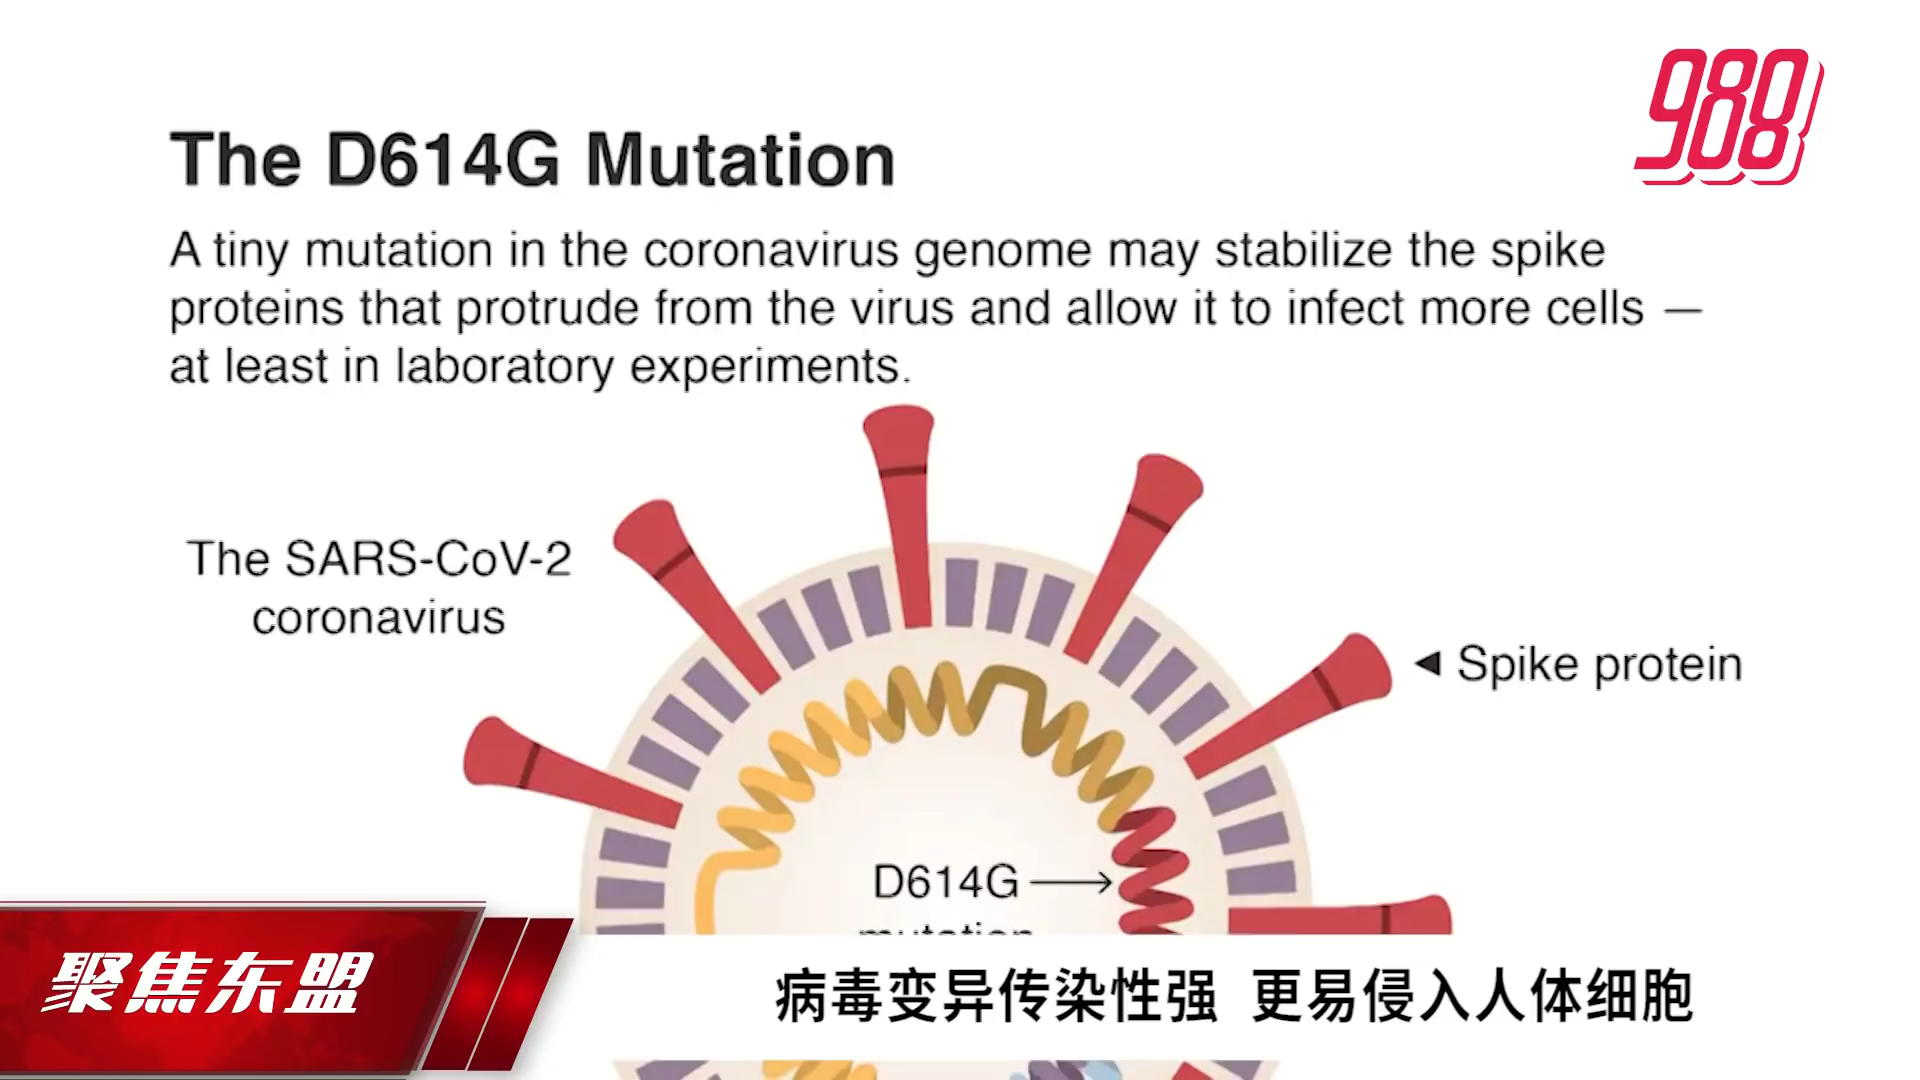 988
The D614G Mutation
A tiny mutation in the coronavirus genome may stabilize the spike
proteins that protrude from the virus and allow it to infect more cells —
at least in laboratory experiments.
The SARS-CoV-2
coronavirus
Spike protein
D614G
mutation
聚焦东盟
病毒变异传染性强 更易侵入人体细胞